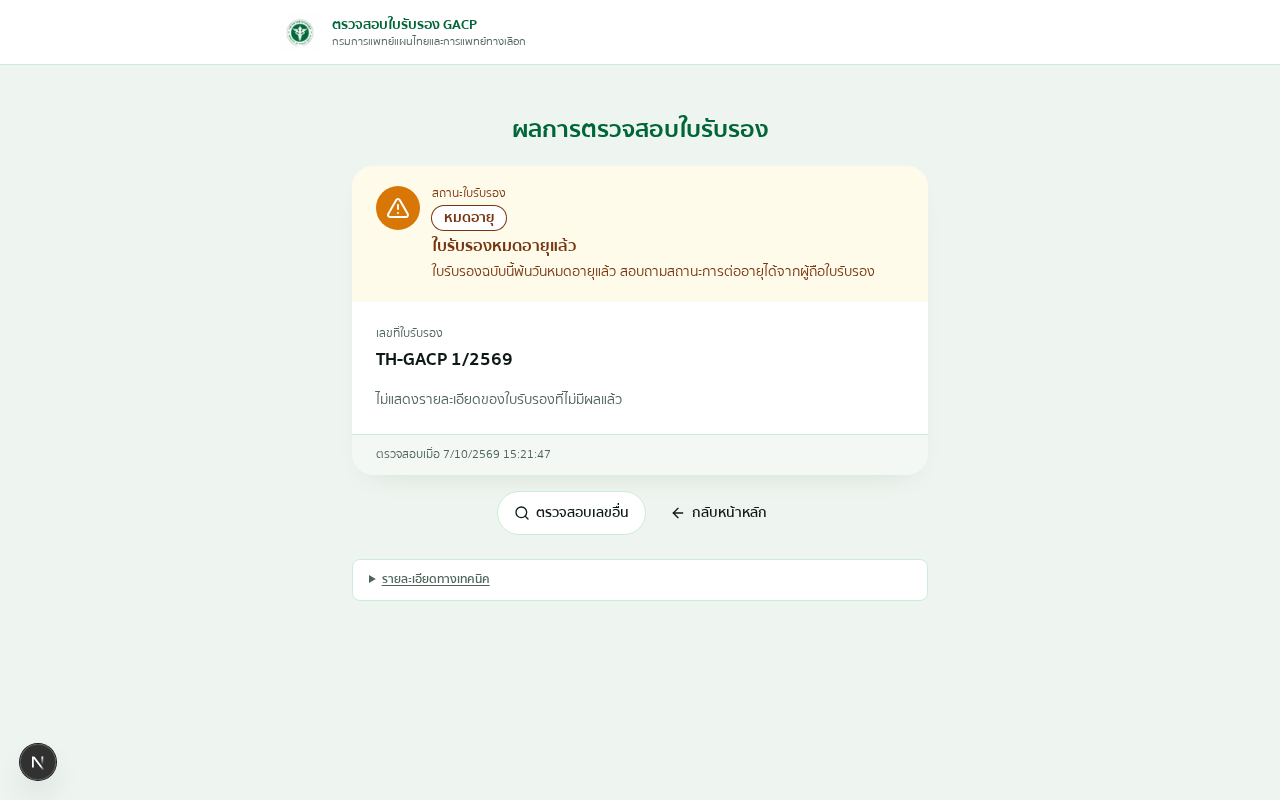 ตรวจสอบใบรับรอง GACP
กรมการแพทย์แผนไทยและการแพทย์ทางเลือก
ผลการตรวจสอบใบรับรอง
สถานะใบรับรอง
หมดอายุ
ใบรับรองหมดอายุแล้ว
ใบรับรองฉบับนี้พ้นวันหมดอายุแล้ว สอบถามสถานะการต่ออายุได้จากผู้ถือใบรับรอง
เลขที่ใบรับรอง
TH-GACP 1/2569
ไม่แสดงรายละเอียดของใบรับรองที่ไม่มีผลแล้ว
ตรวจสอบเมื่อ 7/10/2569 15:21:47
ตรวจสอบเลขอื่น
กลับหน้าหลัก
รายละเอียดทางเทคนิค
N